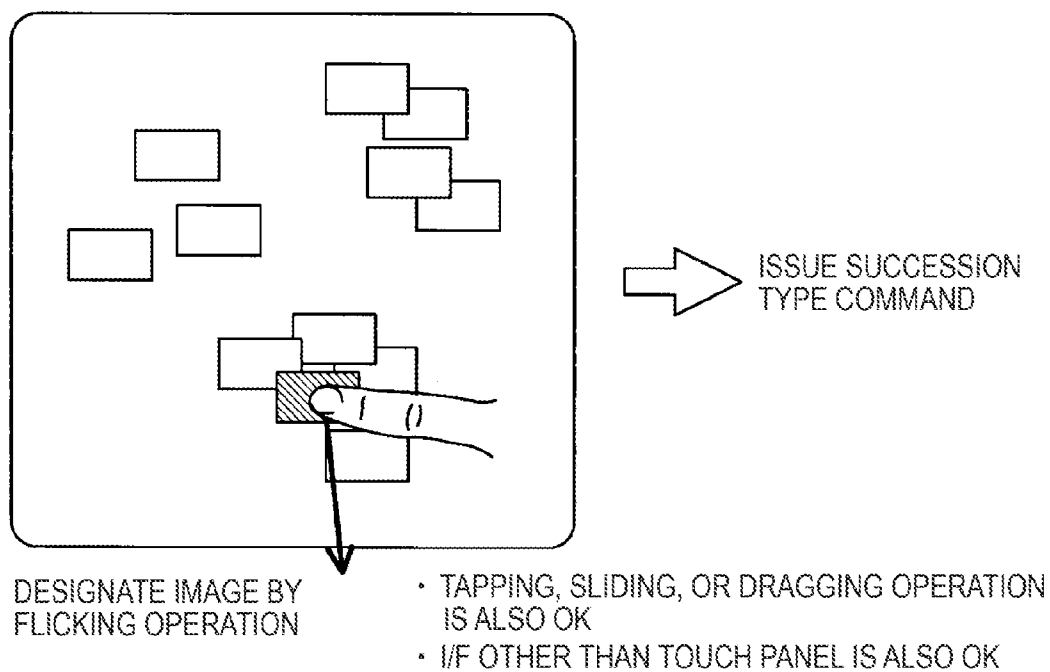 ISSUE SUCCESSION
TYPE COMMAND
DESIGNATE IMAGE BY
FLICKING OPERATION
· TAPPING, SLIDING, OR DRAGGING OPERATION
IS ALSO OK
· I/F OTHER THAN TOUCH PANEL IS ALSO OK